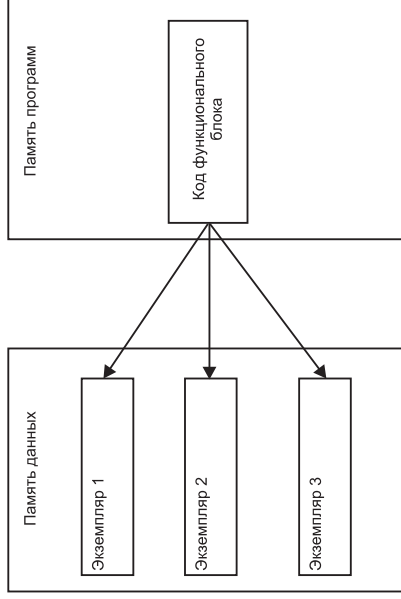 Память данных
Экземпляр 1
Экземпляр 2
Экземпляр 3
Память программ
Код функционального
блока